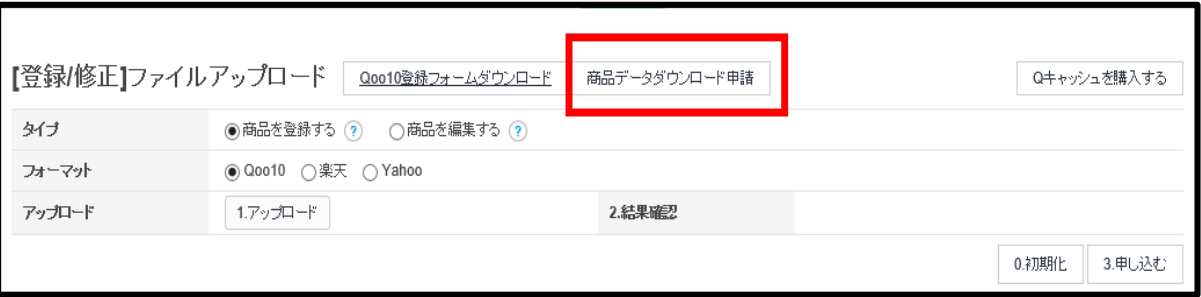 [登録/修正]ファイルアップロード Qoo10登録フォームダウンロード 商品データダウンロード申請 Qキャッシュを購入する
タイプ 商品を登録する ? 商品を編集する ?
フォーマット Qoo10 楽天 Yahoo
アップロード 1.アップロード 2.結果確認
0.初期化 3.申し込む